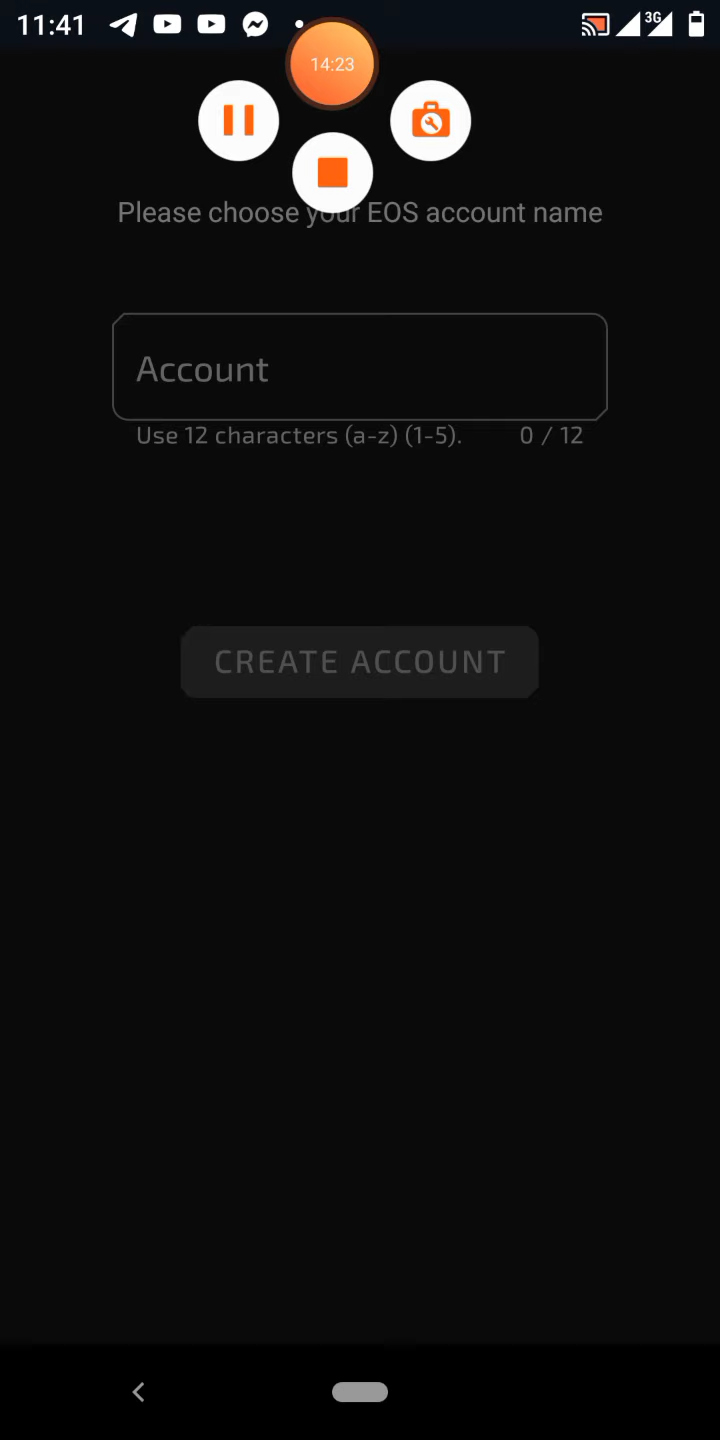 11:41
3G
14:23
Please choose your EOS account name
Account
Use 12 characters (a-z) (1-5). 0 / 12
CREATE ACCOUNT